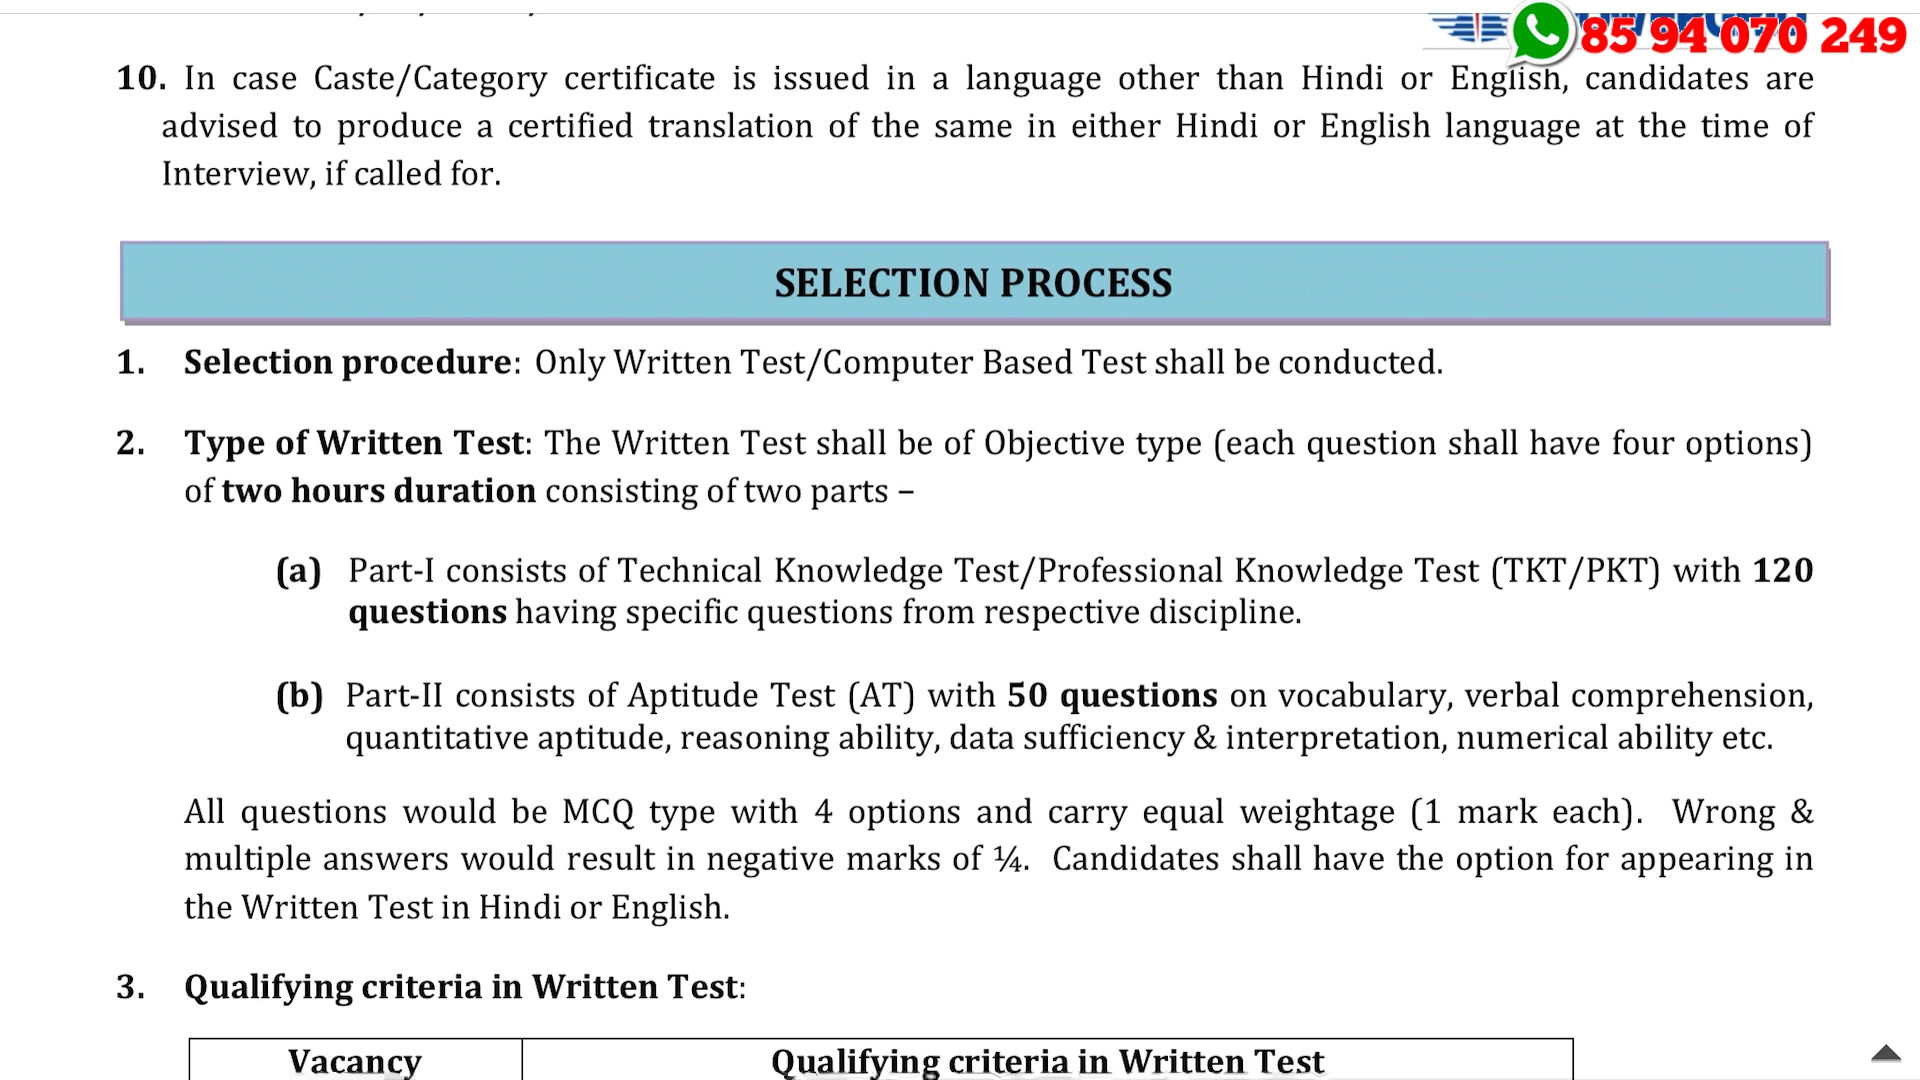 85 94 070 249
10. In case Caste/Category certificate is issued in a language other than Hindi or English, candidates are
advised to produce a certified translation of the same in either Hindi or English language at the time of
Interview, if called for.
SELECTION PROCESS
1. Selection procedure: Only Written Test/Computer Based Test shall be conducted.
2. Type of Written Test: The Written Test shall be of Objective type (each question shall have four options)
of two hours duration consisting of two parts –
(a) Part-I consists of Technical Knowledge Test/Professional Knowledge Test (TKT/PKT) with 120
questions having specific questions from respective discipline.
(b) Part-II consists of Aptitude Test (AT) with 50 questions on vocabulary, verbal comprehension,
quantitative aptitude, reasoning ability, data sufficiency & interpretation, numerical ability etc.
All questions would be MCQ type with 4 options and carry equal weightage (1 mark each). Wrong &
multiple answers would result in negative marks of ¼. Candidates shall have the option for appearing in
the Written Test in Hindi or English.
3. Qualifying criteria in Written Test:
Vacancy Qualifying criteria in Written Test